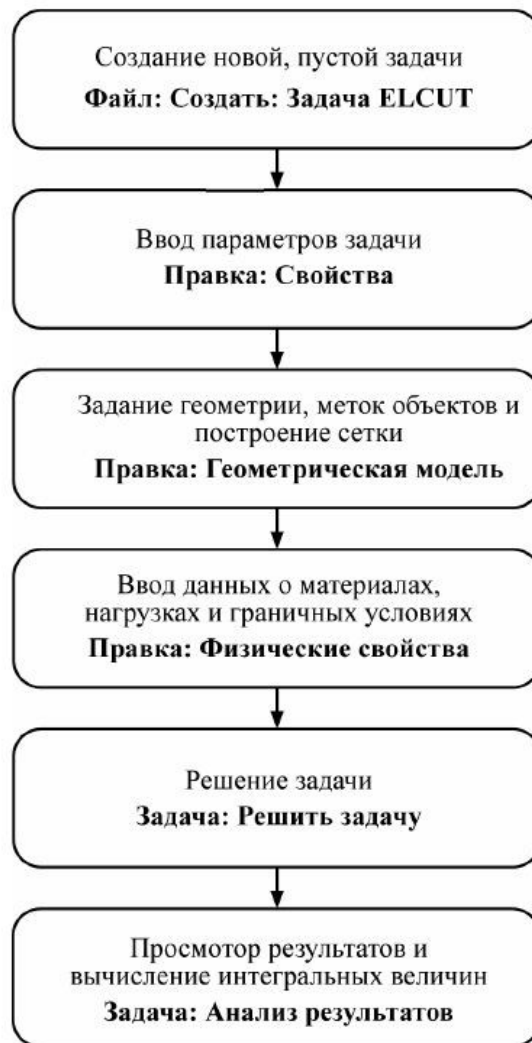 Создание новой, пустой задачи
Файл: Создать: Задача ELCUT
Ввод параметров задачи
Правка: Свойства
Задание геометрии, меток объектов и
построение сетки
Правка: Геометрическая модель
Ввод данных о материалах,
нагрузках и граничных условиях
Правка: Физические свойства
Решение задачи
Задача: Решить задачу
Просмотор результатов и
вычисление интегральных величин
Задача: Анализ результатов